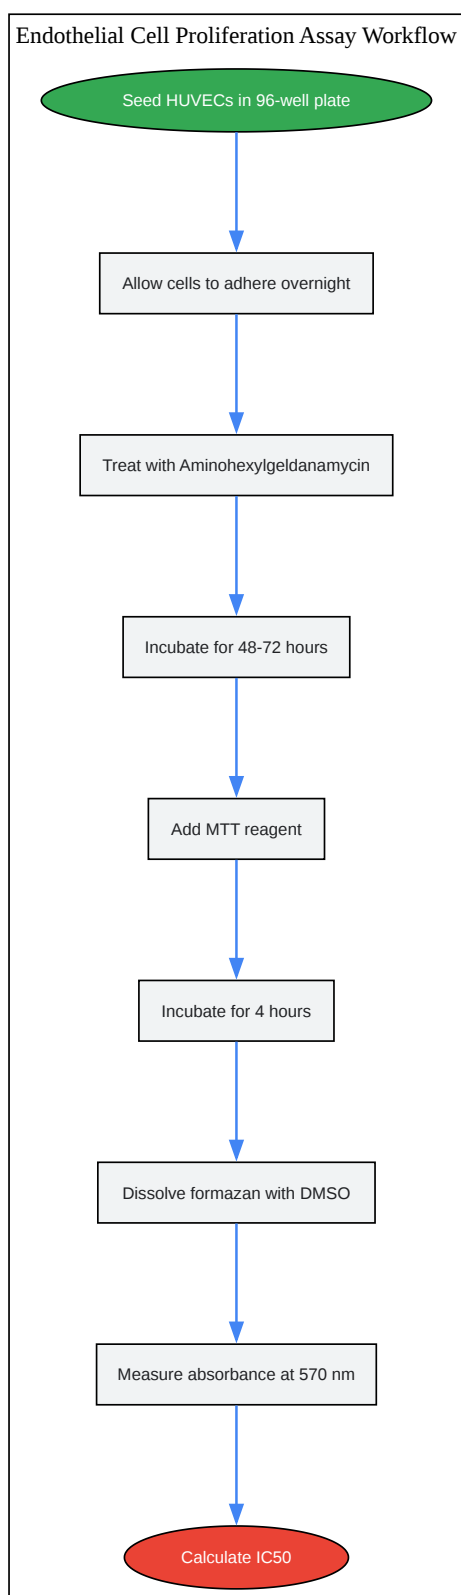 Endothelial Cell Proliferation Assay Workflow
Seed HUVECs in 96-well plate
Allow cells to adhere overnight
Treat with Aminohexylgeldanamycin
Incubate for 48-72 hours
Add MTT reagent
Incubate for 4 hours
Dissolve formazan with DMSO
Measure absorbance at 570 nm
Calculate IC50